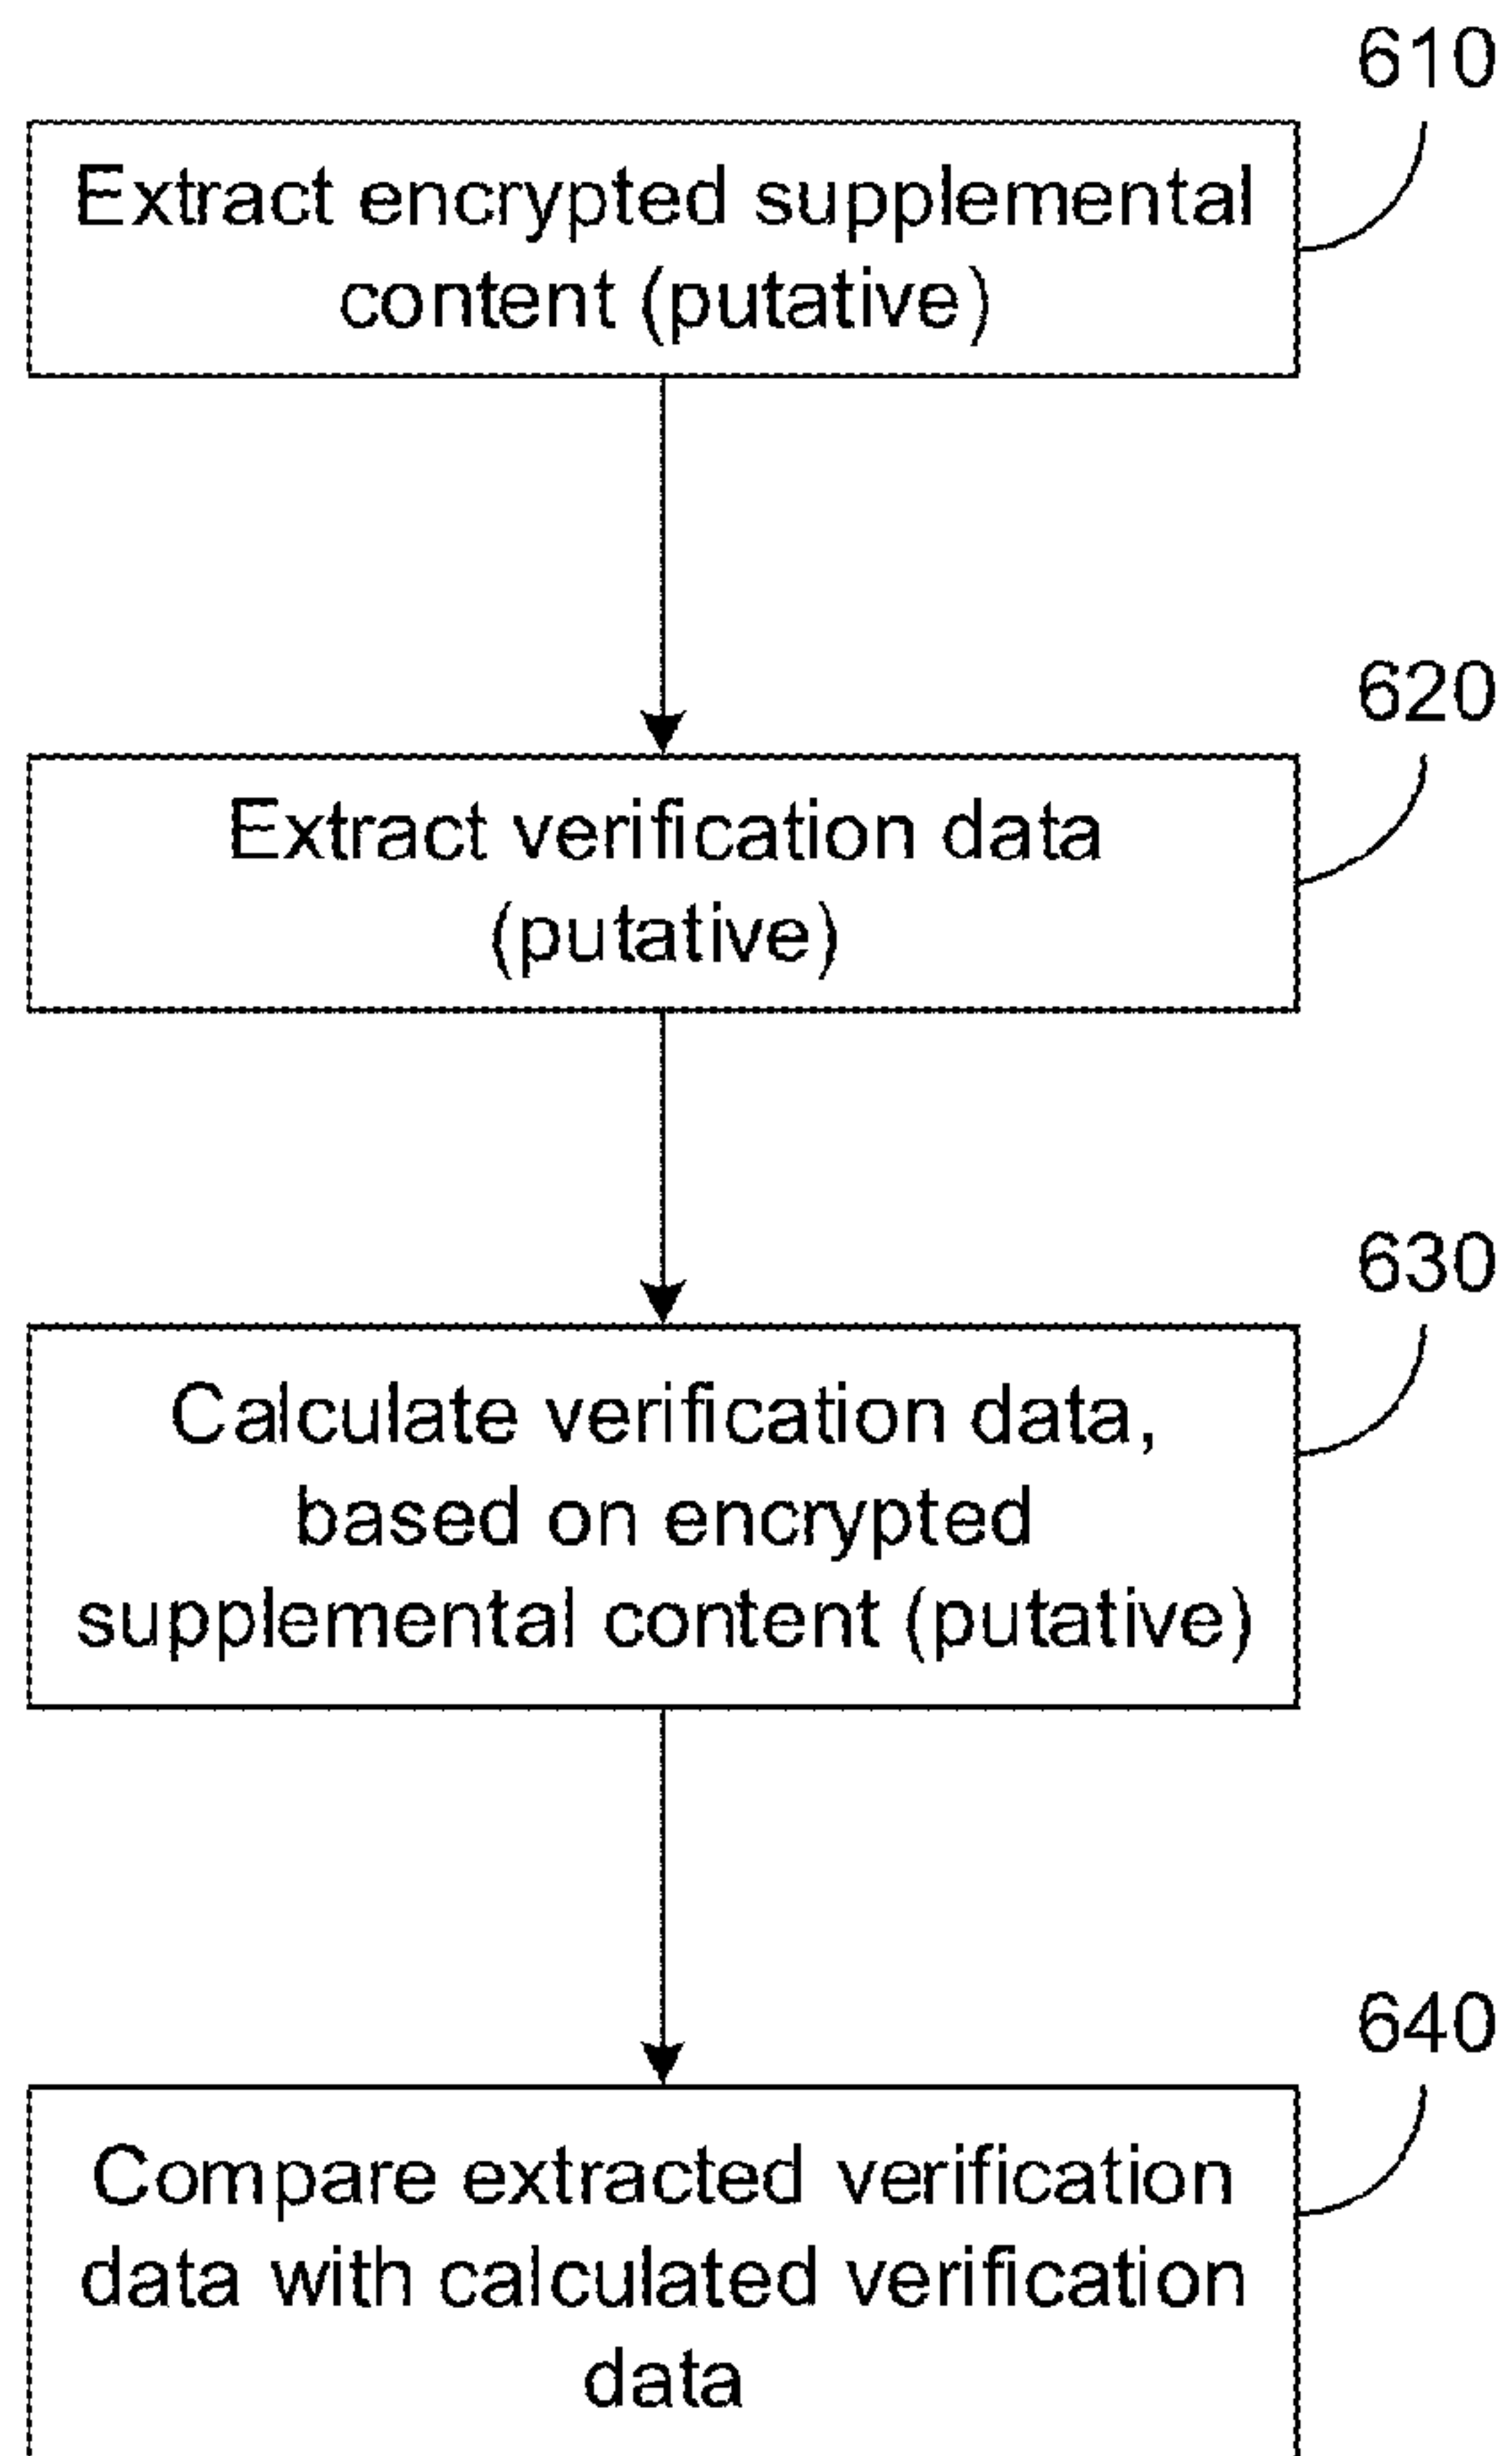 610
Extract encrypted supplemental
content (putative)
620
Extract verification data
(putative)
630
Calculate verification data,
based on encrypted
supplemental content (putative)
640
Compare extracted verification
data with calculated verification
data